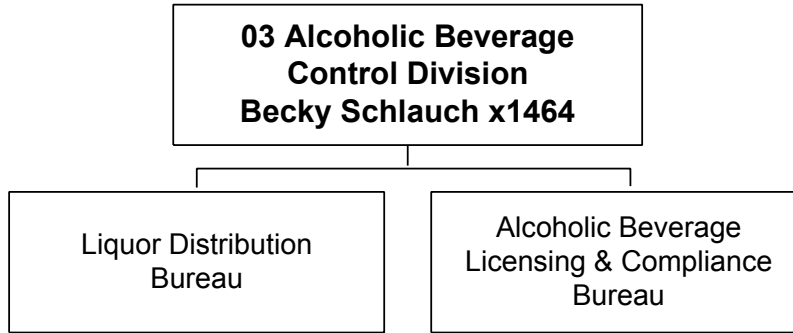 03 Alcoholic Beverage
Control Division
Becky Schlauch x1464
Liquor Distribution
Bureau
Alcoholic Beverage
Licensing & Compliance
Bureau